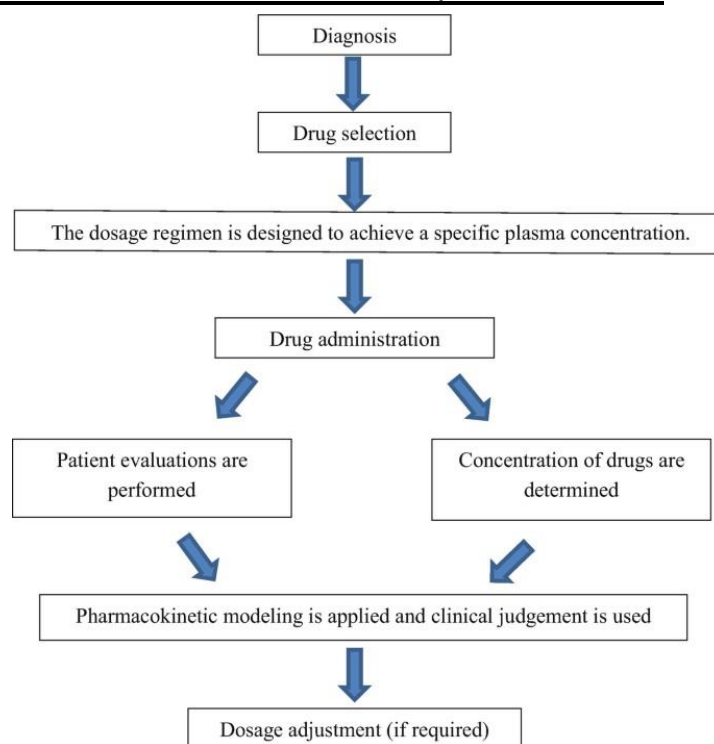 Diagnosis
Drug selection
The dosage regimen is designed to achieve a specific plasma concentration.
Drug administration
Patient evaluations are
performed
Concentration of drugs are
determined
Pharmacokinetic modeling is applied and clinical judgement is used
Dosage adjustment (if required)